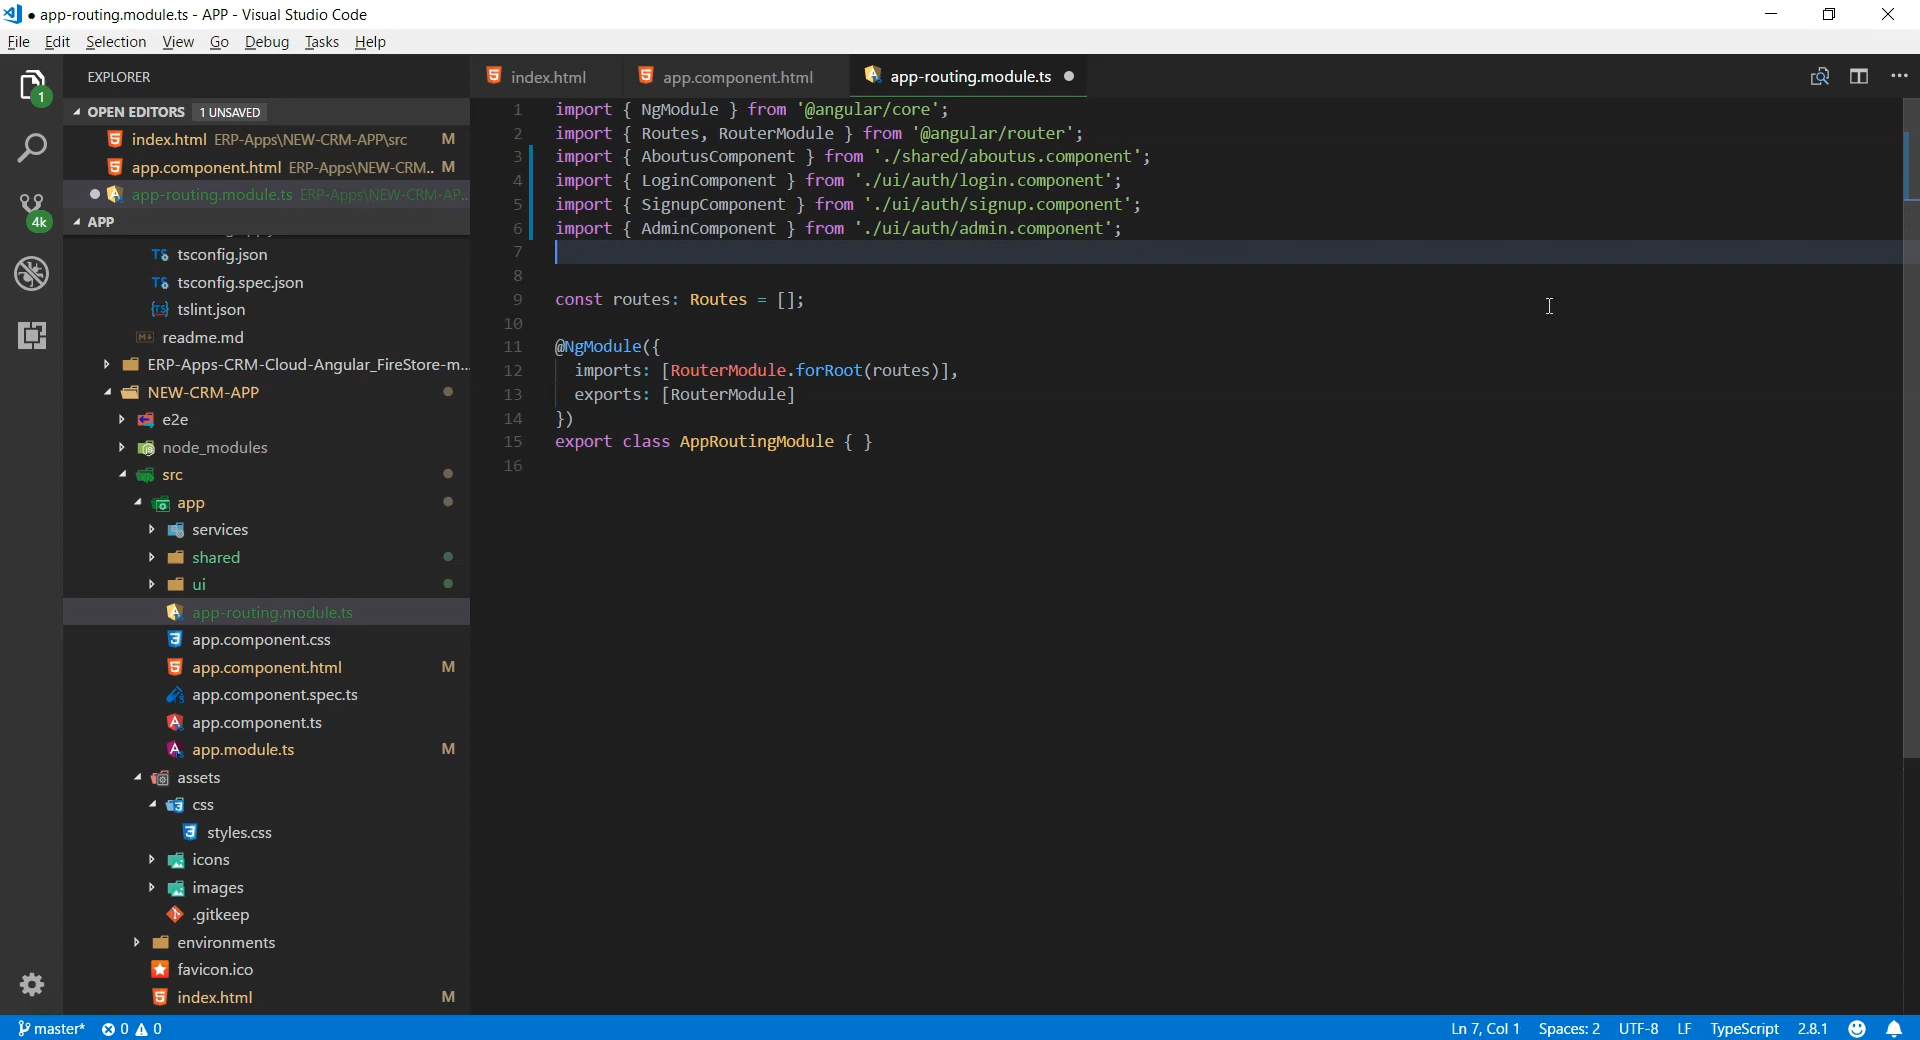 ● app-routing.module.ts - APP - Visual Studio Code
File Edit Selection View Go Debug Tasks Help
EXPLORER
1
OPEN EDITORS 1 UNSAVED
index.html ERP-Apps\NEW-CRM-APP\src M
app.component.html ERP-Apps\NEW-CRM.. M
app-routing.module.ts ERP-Apps\NEW-CRM-AP..
4k
APP
tsconfig.json
tsconfig.spec.json
tslint.json
readme.md
ERP-Apps-CRM-Cloud-Angular_FireStore-m...
NEW-CRM-APP
e2e
node_modules
src
app
services
shared
ui
app-routing.module.ts
app.component.css
app.component.html M
app.component.spec.ts
app.component.ts
app.module.ts M
assets
css
styles.css
icons
images
.gitkeep
environments
favicon.ico
index.html M
index.html app.component.html app-routing.module.ts ●
1 import { NgModule } from '@angular/core';
2 import { Routes, RouterModule } from '@angular/router';
3 import { AboutusComponent } from './shared/aboutus.component';
4 import { LoginComponent } from './ui/auth/login.component';
5 import { SignupComponent } from './ui/auth/signup.component';
6 import { AdminComponent } from './ui/auth/admin.component';
7
8
9 const routes: Routes = [];
10
11 @NgModule({
12 imports: [RouterModule.forRoot(routes)],
13 exports: [RouterModule]
14 })
15 export class AppRoutingModule { }
16
master* 0 0 Ln 7, Col 1 Spaces: 2 UTF-8 LF TypeScript 2.8.1